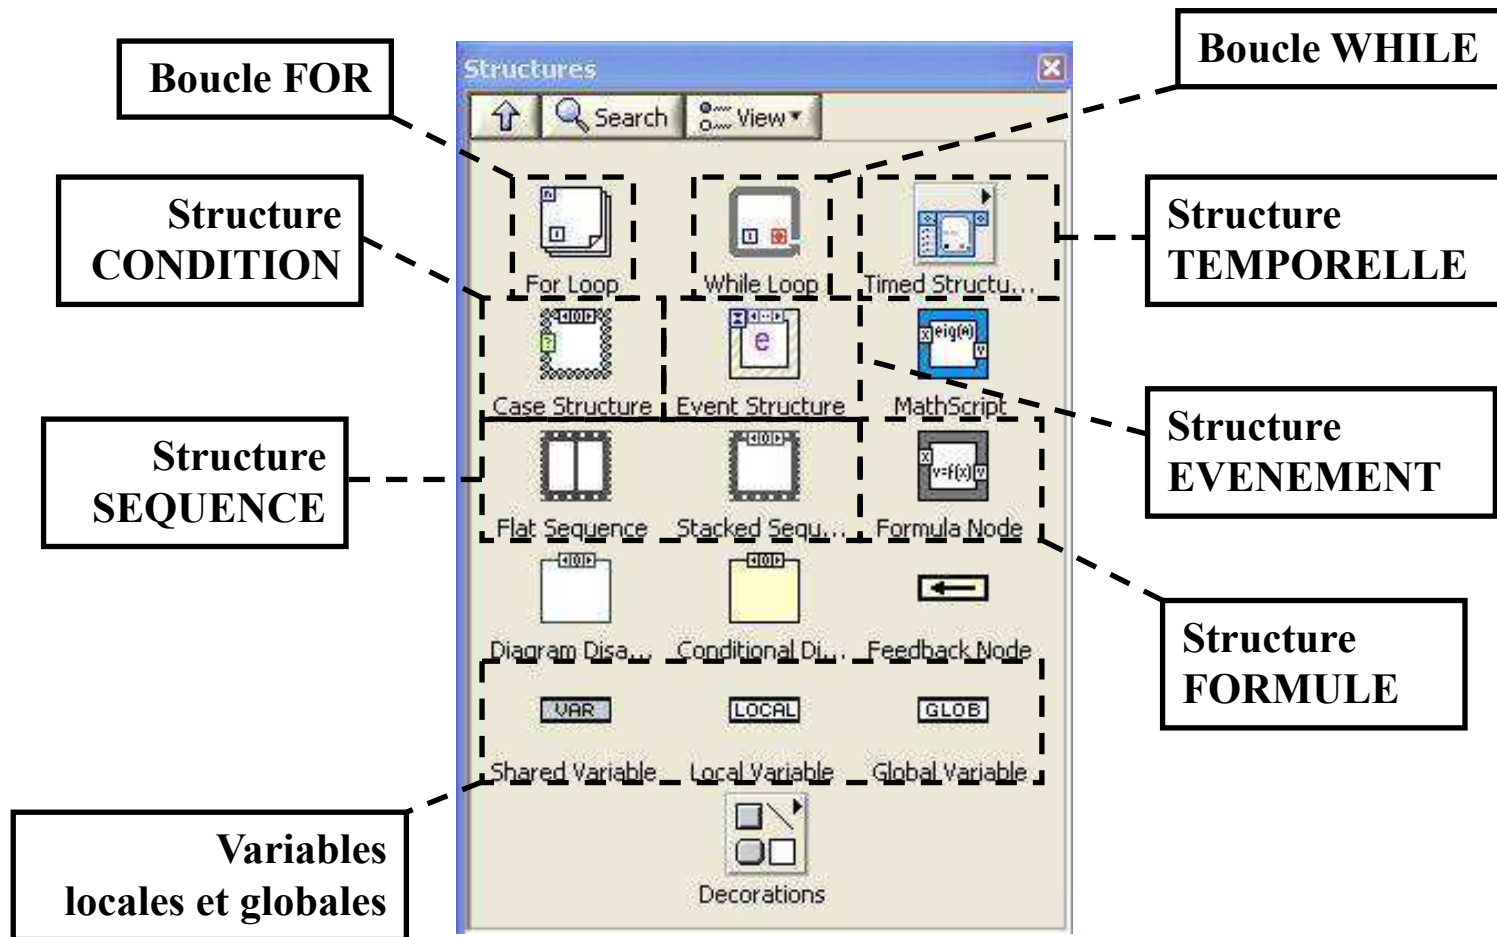 Boucle FOR
Boucle WHILE
Structures
Search
View
Structure
CONDITION
Structure
TEMPORELLE
For Loop
While Loop
Timed Structu...
eig(A)
Case Structure
Event Structure
MathScript
Structure
SEQUENCE
Structure
EVENEMENT
Flat Sequence
Stacked Sequ...
Formula Node
Diagram Disa...
Conditional Di...
Feedback Node
Structure
FORMULE
VAR
LOCAL
GLOB
Shared Variable
Local Variable
Global Variable
Variables
locales et globales
Decorations